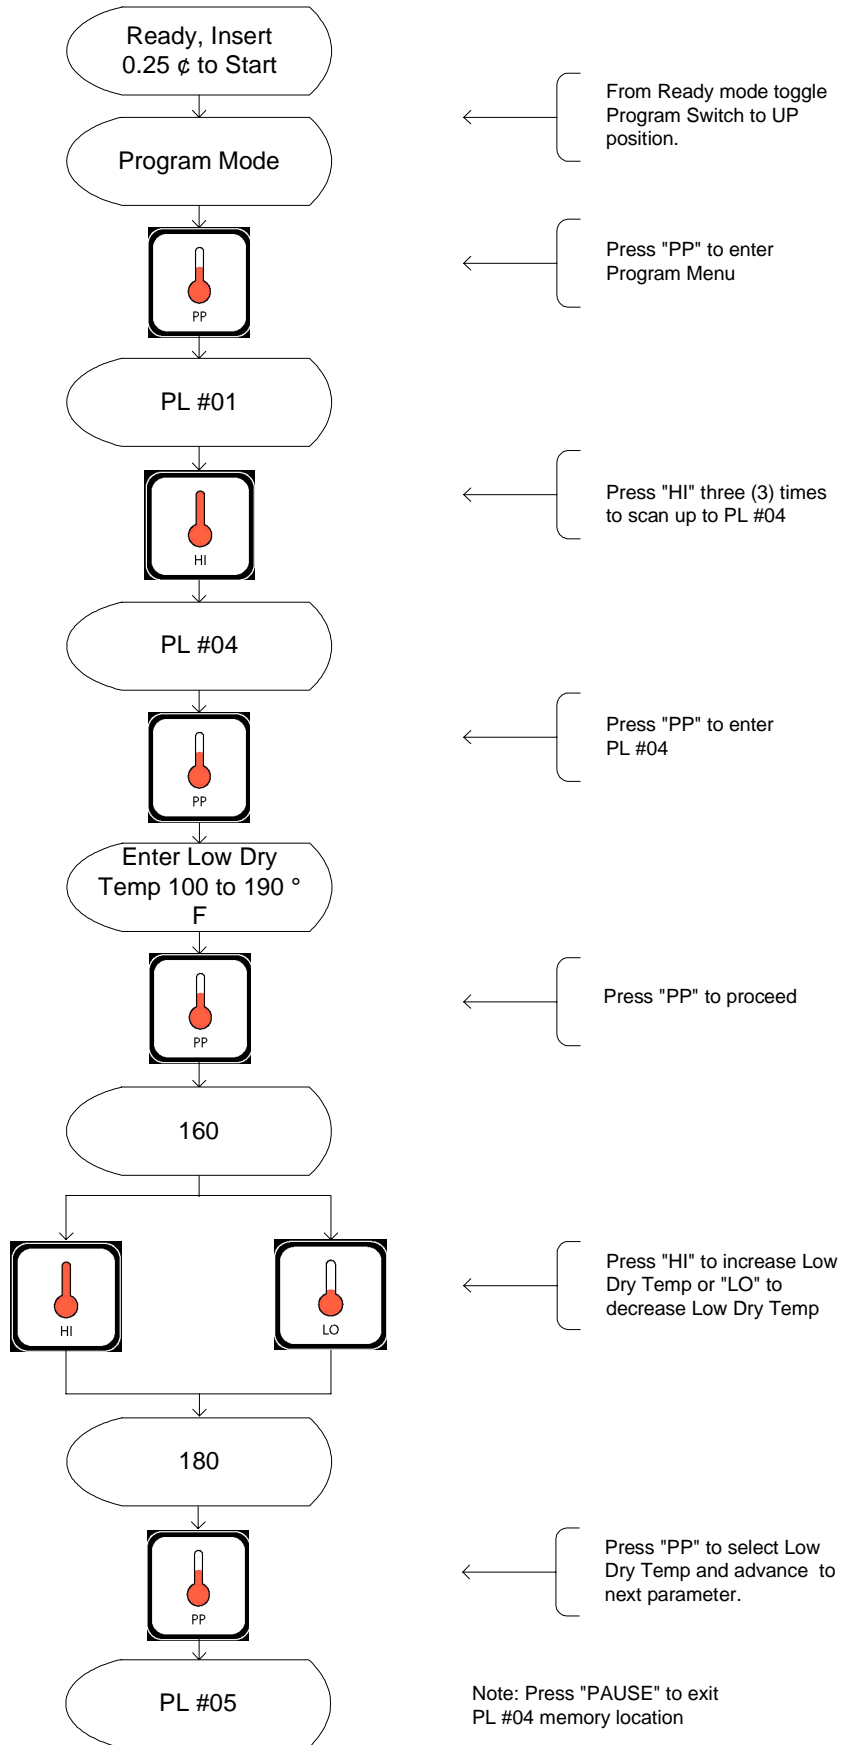 Ready, Insert
0.25 ¢ to Start
From Ready mode toggle
Program Switch to UP
position.
Program Mode
Press "PP" to enter
Program Menu
PP
PL #01
Press "HI" three (3) times
to scan up to PL #04
HI
PL #04
Press "PP" to enter
PL #04
PP
Enter Low Dry
Temp 100 to 190 °
F
Press "PP" to proceed
PP
160
Press "HI" to increase Low
Dry Temp or "LO" to
decrease Low Dry Temp
HI
LO
180
Press "PP" to select Low
Dry Temp and advance to
next parameter.
PP
PL #05
Note: Press "PAUSE" to exit
PL #04 memory location